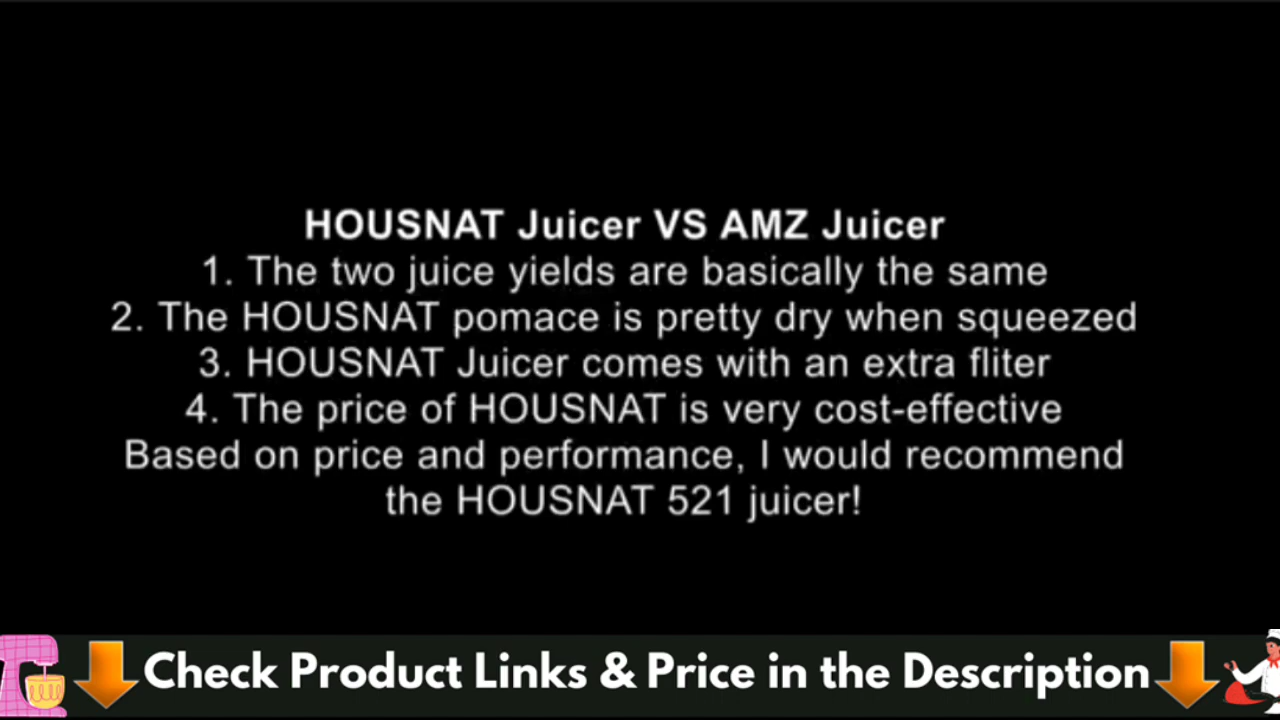 HOUSNAT Juicer VS AMZ Juicer
1. The two juice yields are basically the same
2. The HOUSNAT pomace is pretty dry when squeezed
3. HOUSNAT Juicer comes with an extra fliter
4. The price of HOUSNAT is very cost-effective
Based on price and performance, I would recommend
the HOUSNAT 521 juicer!
Check Product Links & Price in the Description